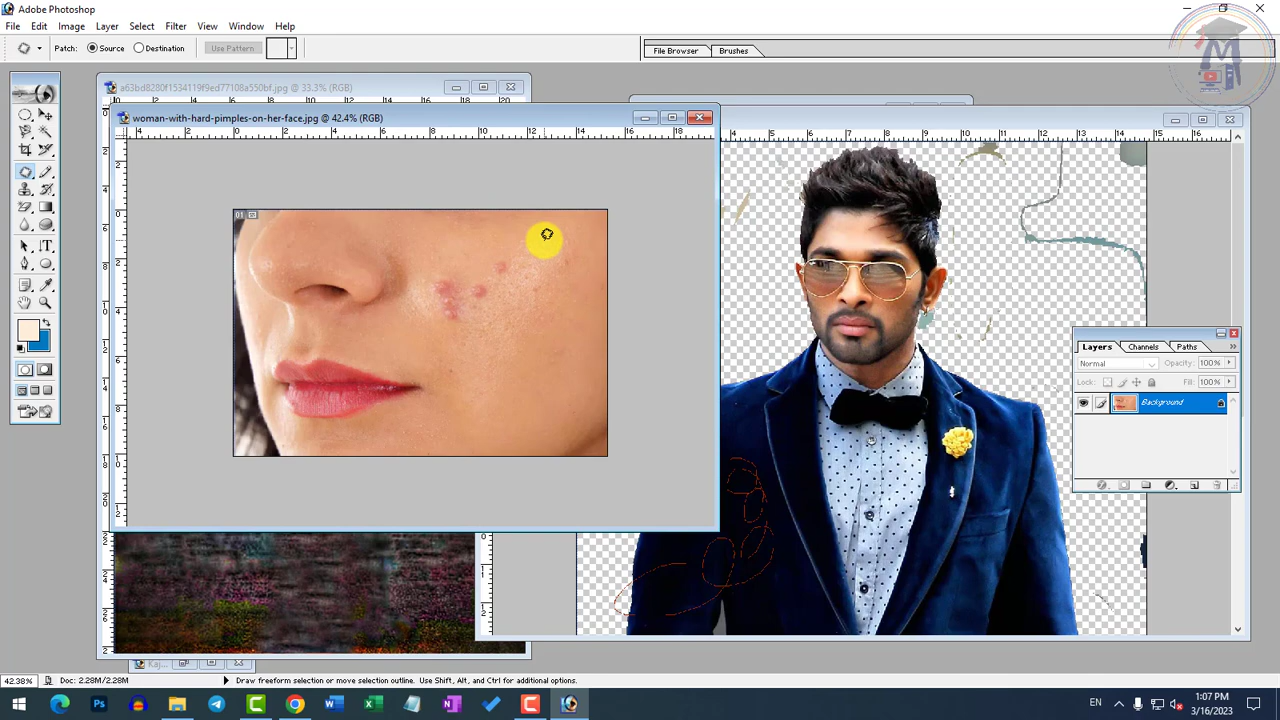 Adobe Photoshop
File Edit Image Layer Select Filter View Window Help
Patch: Source Destination Use Pattern
File Browser Brushes
a63bd8280f1534119f9ed77108a550bf.jpg @ 33.3% (RGB)
woman-with-hard-pimples-on-her-face.jpg @ 42.4% (RGB)
01
Layers Channels Paths
Normal Opacity: 100%
Lock: Fill: 100%
Background
Kaj...
42.38% Doc: 2.28M/2.28M Draw freeform selection or move selection outline. Use Shift, Alt, and Ctrl for additional options.
EN 1:07 PM
3/16/2023